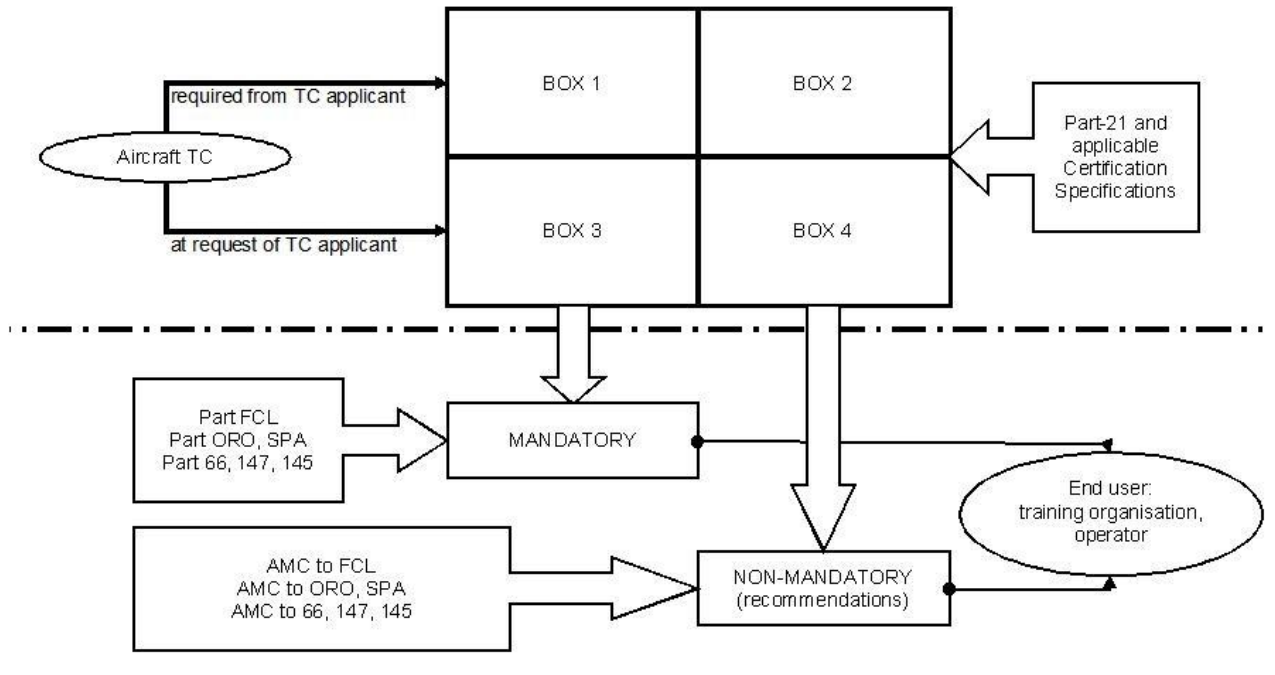 BOX 1
BOX 2
required from TC applicant
Aircraft TC
Part-21 and
applicable
Certification
Specifications
at request of TC applicant
BOX 3
BOX 4
Part FCL
Part ORO, SPA
Part 66, 147, 145
MANDATORY
End user:
training organisation,
operator
AMC to FCL
AMC to ORO, SPA
AMC to 66, 147, 145
NON-MANDATORY
(recommendations)